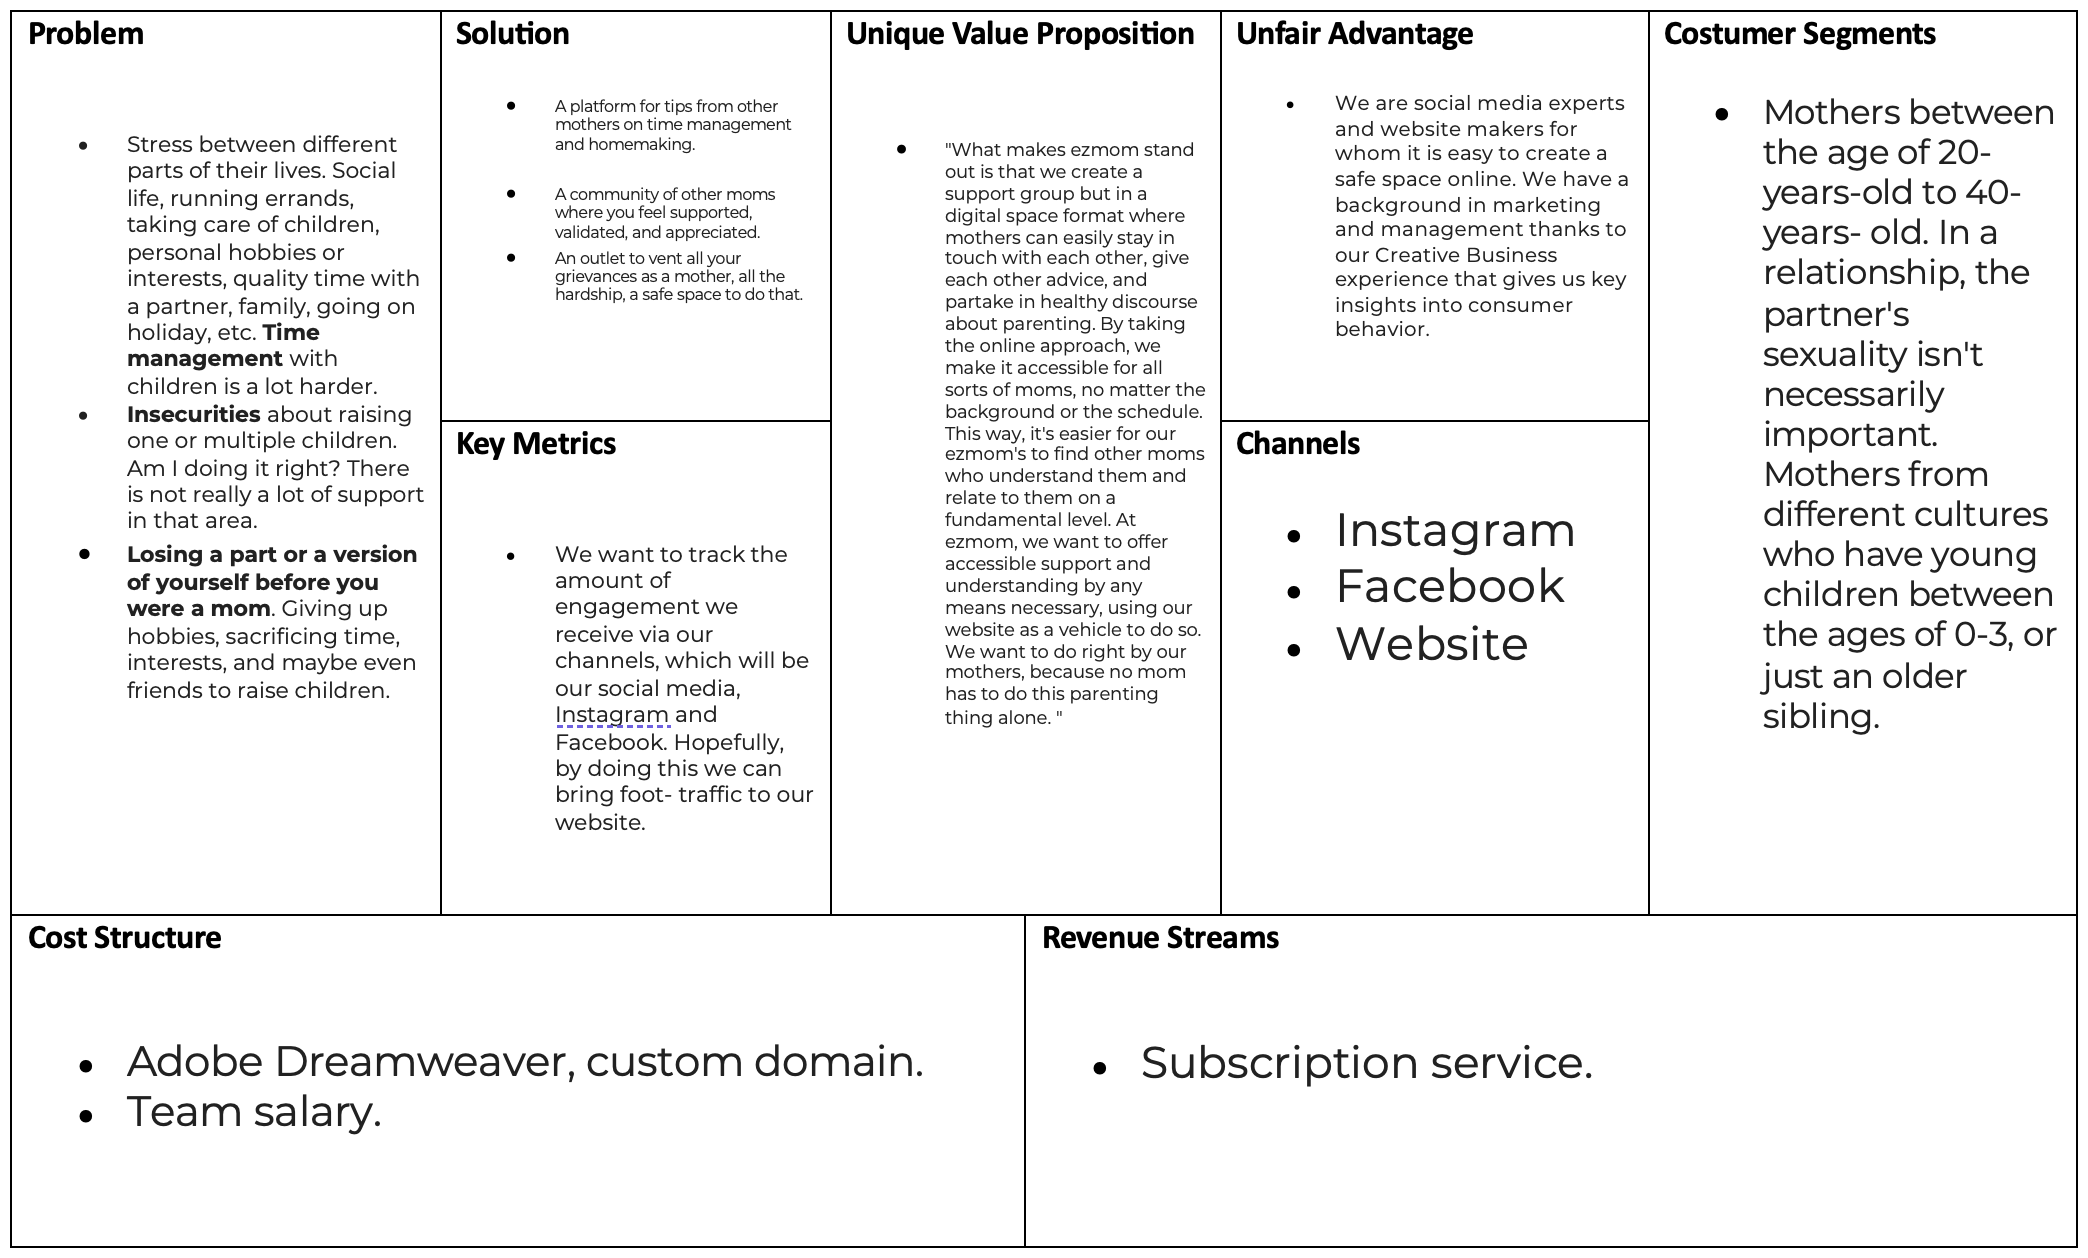 Problem
Stress between different
parts of their lives. Social
life, running errands,
taking care of children,
personal hobbies or
interests, quality time with
a partner, family, going on
holiday, etc. Time
management with
children is a lot harder.
Insecurities about raising
one or multiple children.
Am I doing it right? There
is not really a lot of support
in that area.
Losing a part or a version
of yourself before you
were a mom. Giving up
hobbies, sacrificing time,
interests, and maybe even
friends to raise children.
Solution
A platform for tips from other
mothers on time management
and homemaking.
A community of other moms
where you feel supported,
validated, and appreciated.
An outlet to vent all your
grievances as a mother, all the
hardship, a safe space to do that.
Key Metrics
We want to track the
amount of
engagement we
receive via our
channels, which will be
our social media,
Instagram and
Facebook. Hopefully,
by doing this we can
bring foot- traffic to our
website.
Unique Value Proposition
"What makes ezmom stand
out is that we create a
support group but in a
digital space format where
mothers can easily stay in
touch with each other, give
each other advice, and
partake in healthy discourse
about parenting. By taking
the online approach, we
make it accessible for all
sorts of moms, no matter the
background or the schedule.
This way, it's easier for our
ezmom's to find other moms
who understand them and
relate to them on a
fundamental level. At
ezmom, we want to offer
accessible support and
understanding by any
means necessary, using our
website as a vehicle to do so.
We want to do right by our
mothers, because no mom
has to do this parenting
thing alone. "
Unfair Advantage
We are social media experts
and website makers for
whom it is easy to create a
safe space online. We have a
background in marketing
and management thanks to
our Creative Business
experience that gives us key
insights into consumer
behavior.
Channels
Instagram
Facebook
Website
Costumer Segments
Mothers between
the age of 20-
years-old to 40-
years- old. In a
relationship, the
partner's
sexuality isn't
necessarily
important.
Mothers from
different cultures
who have young
children between
the ages of 0-3, or
just an older
sibling.
Cost Structure
Adobe Dreamweaver, custom domain.
Team salary.
Revenue Streams
Subscription service.